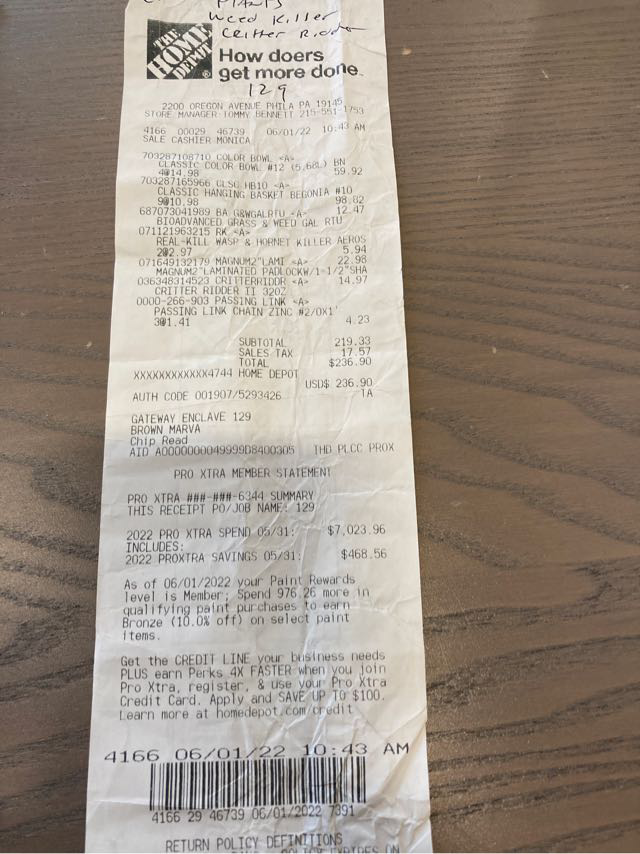 Plants
Weed Killer
Critter Ridder
THE HOME DEPOT
How doers
get more done.
129
2200 OREGON AVENUE PHILA PA 19145
STORE MANAGER TOMMY BENNETT 215-551-1753
4166 00029 46739 06/01/22 10:43 AM
SALE CASHIER MONICA
703287108710 COLOR BOWL <A>
CLASSIC COLOR BOWL #12 (5.68L) BN
4@14.98 59.92
703287165966 CLSC HB10 <A>
CLASSIC HANGING BASKET BEGONIA #10
9@10.98 98.82
687073041989 BA G&WGALRTU <A> 12.47
BIOADVANCED GRASS & WEED GAL RTU
071121963215 RK <A>
REAL-KILL WASP & HORNET KILLER AEROS
2@2.97 5.94
071649132179 MAGNUM2"LAMI <A> 22.98
MAGNUM2"LAMINATED PADLOCKW/1-1/2"SHA
036348314523 CRITTERRIDDR <A> 14.97
CRITTER RIDDER II 32OZ
0000-266-903 PASSING LINK <A>
PASSING LINK CHAIN ZINC #2/0X1'
3@1.41 4.23
SUBTOTAL 219.33
SALES TAX 17.57
TOTAL $236.90
XXXXXXXXXXXX4744 HOME DEPOT
USD$ 236.90
AUTH CODE 001907/5293426 TA
GATEWAY ENCLAVE 129
BROWN MARVA
Chip Read
AID A0000000049999D8400305 THD PLCC PROX
PRO XTRA MEMBER STATEMENT
PRO XTRA ###-###-6344 SUMMARY
THIS RECEIPT PO/JOB NAME: 129
2022 PRO XTRA SPEND 05/31: $7,023.96
INCLUDES:
2022 PROXTRA SAVINGS 05/31: $468.56
As of 06/01/2022 your Paint Rewards
level is Member; Spend 976.26 more in
qualifying paint purchases to earn
Bronze (10.0% off) on select paint
items.
Get the CREDIT LINE your business needs
PLUS earn Perks 4X FASTER when you join
Pro Xtra, register, & use your Pro Xtra
Credit Card. Apply and SAVE UP TO $100.
Learn more at homedepot.com/credit
4166 06/01/22 10:43 AM
4166 29 46739 06/01/2022 7391
RETURN POLICY DEFINITIONS
POLICY EXPIRES ON